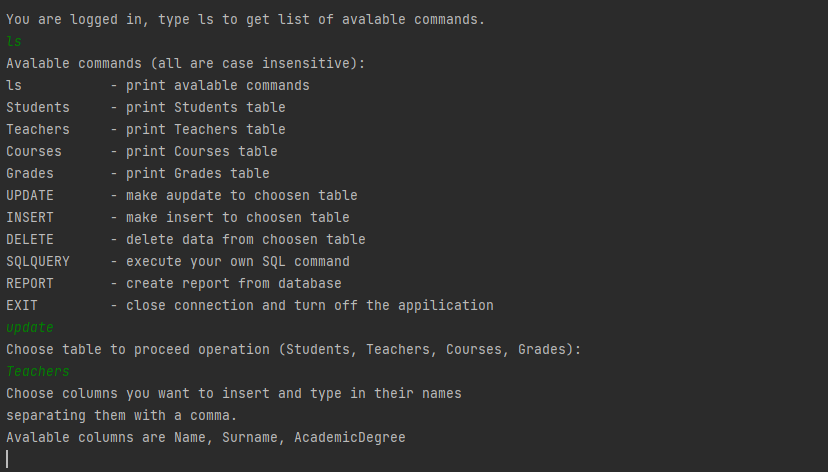 You are logged in, type ls to get list of avalable commands.
ls
Avalable commands (all are case insensitive):
ls - print avalable commands
Students - print Students table
Teachers - print Teachers table
Courses - print Courses table
Grades - print Grades table
UPDATE - make aupdate to choosen table
INSERT - make insert to choosen table
DELETE - delete data from choosen table
SQLQUERY - execute your own SQL command
REPORT - create report from database
EXIT - close connection and turn off the appilication
update
Choose table to proceed operation (Students, Teachers, Courses, Grades):
Teachers
Choose columns you want to insert and type in their names
separating them with a comma.
Avalable columns are Name, Surname, AcademicDegree